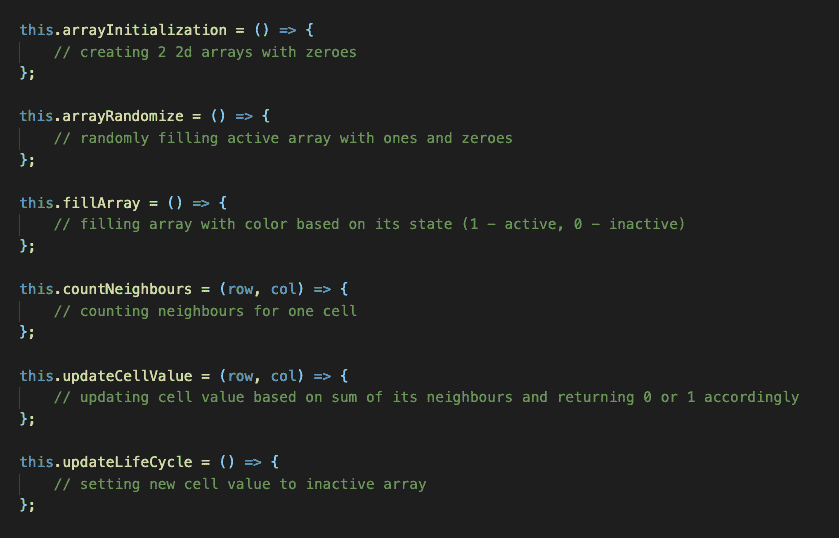 this.arrayInitialization = () => {
// creating 2 2d arrays with zeroes
};
this.arrayRandomize = () => {
// randomly filling active array with ones and zeroes
};
this.fillArray = () => {
// filling array with color based on its state (1 - active, 0 - inactive)
};
this.countNeighbours = (row, col) => {
// counting neighbours for one cell
};
this.updateCellValue = (row, col) => {
// updating cell value based on sum of its neighbours and returning 0 or 1 accordingly
};
this.updateLifeCycle = () => {
// setting new cell value to inactive array
};